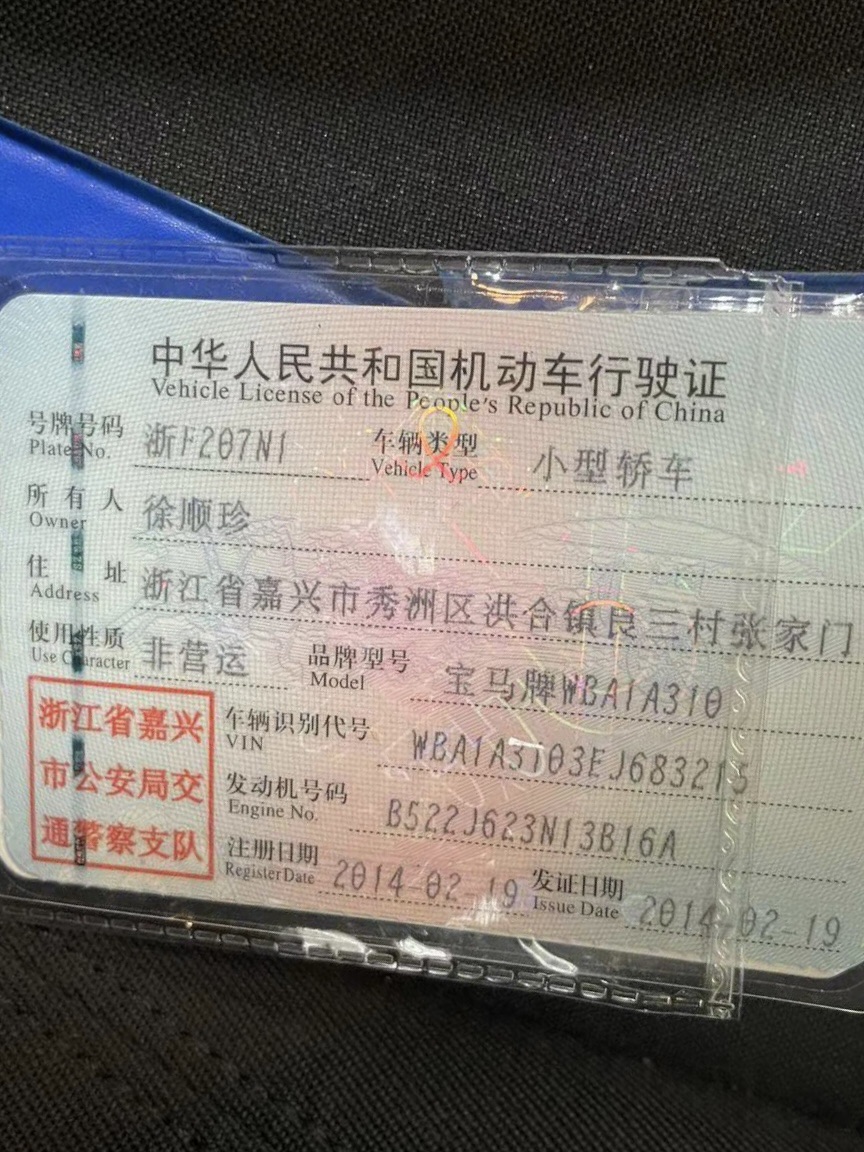 中华人民共和国机动车行驶证
Vehicle License of the People's Republic of China
号牌号码 浙F207N1 车辆类型 小型轿车
Plate No. Vehicle Type
所有人 徐顺珍
Owner
住址 浙江省嘉兴市秀洲区洪合镇良三村张家门
Address
使用性质 非营运 品牌型号 宝马牌WBA1A310
Use Character Model
浙江省嘉兴
市公安局交
通警察支队
车辆识别代号 WBA1A3103EJ683215
VIN
发动机号码 B522J623N13B16A
Engine No.
注册日期 2014-02-19 发证日期 2014-02-19
Register Date Issue Date